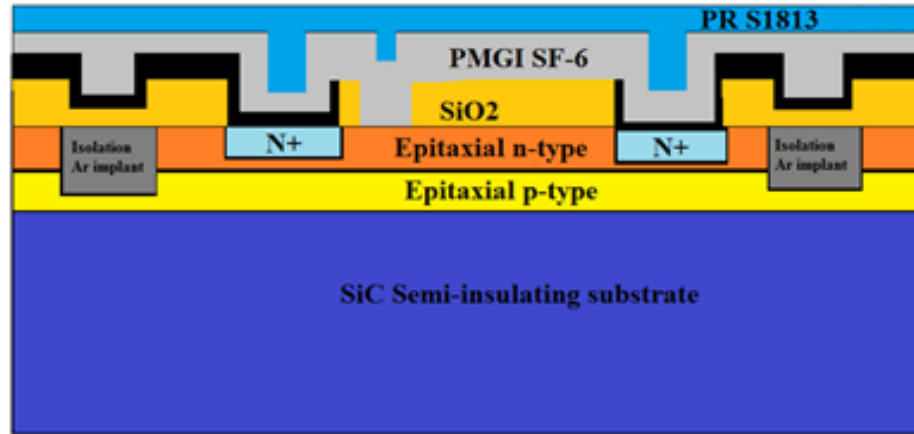 PR S1813
PMGI SF-6
SiO2
Isolation
Ar implant
N+
Epitaxial n-type
N+
Isolation
Ar implant
Epitaxial p-type
SiC Semi-insulating substrate